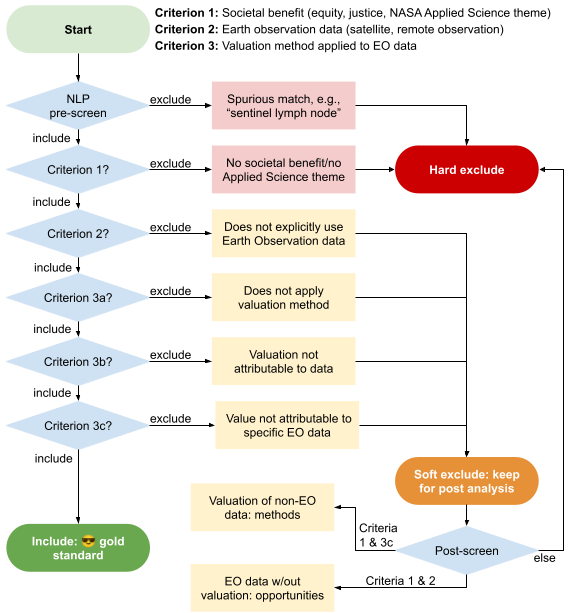 Criterion 1: Societal benefit (equity, justice, NASA Applied Science theme)
Criterion 2: Earth observation data (satellite, remote observation)
Criterion 3: Valuation method applied to EO data
Start
NLP
pre-screen
exclude
Spurious match, e.g.,
“sentinel lymph node”
include
Criterion 1?
exclude
No societal benefit/no
Applied Science theme
Hard exclude
include
Criterion 2?
exclude
Does not explicitly use
Earth Observation data
include
Criterion 3a?
exclude
Does not apply
valuation method
include
Criterion 3b?
exclude
Valuation not
attributable to data
include
Criterion 3c?
exclude
Value not attributable to
specific EO data
include
Soft exclude: keep
for post analysis
Valuation of non-EO
data: methods
Criteria
1 & 3c
Post-screen
else
Include: 😎 gold
standard
EO data w/out
valuation: opportunities
Criteria 1 & 2